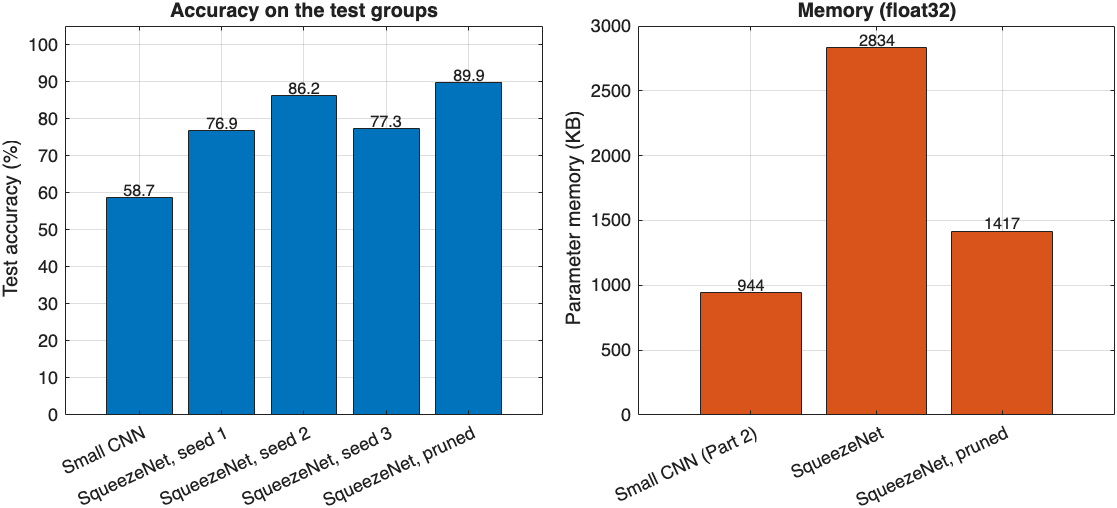 Accuracy on the test groups
Test accuracy (%)
100
90
80
70
60
50
40
30
20
10
0
58.7
76.9
86.2
77.3
89.9
Small CNN
SqueezeNet, seed 1
SqueezeNet, seed 2
SqueezeNet, seed 3
SqueezeNet, pruned
Memory (float32)
Parameter memory (KB)
3000
2500
2000
1500
1000
500
0
944
2834
1417
Small CNN (Part 2)
SqueezeNet
SqueezeNet, pruned